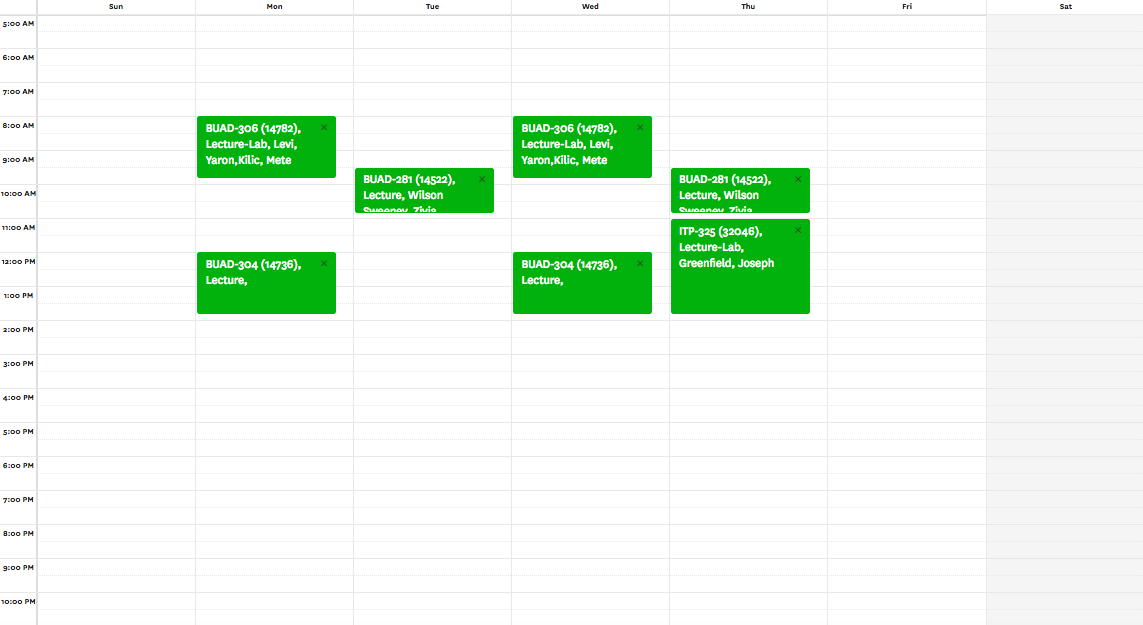 Sun Mon Tue Wed Thu Fri Sat
5:00 AM
6:00 AM
7:00 AM
8:00 AM
BUAD-306 (14782), ×
Lecture-Lab, Levi,
Yaron,Kilic, Mete
BUAD-306 (14782), ×
Lecture-Lab, Levi,
Yaron,Kilic, Mete
9:00 AM
BUAD-281 (14522), ×
Lecture, Wilson
Sweeney, Zivia
BUAD-281 (14522), ×
Lecture, Wilson
Sweeney, Zivia
10:00 AM
11:00 AM
ITP-325 (32046), ×
Lecture-Lab,
Greenfield, Joseph
12:00 PM
BUAD-304 (14736), ×
Lecture,
BUAD-304 (14736), ×
Lecture,
1:00 PM
2:00 PM
3:00 PM
4:00 PM
5:00 PM
6:00 PM
7:00 PM
8:00 PM
9:00 PM
10:00 PM